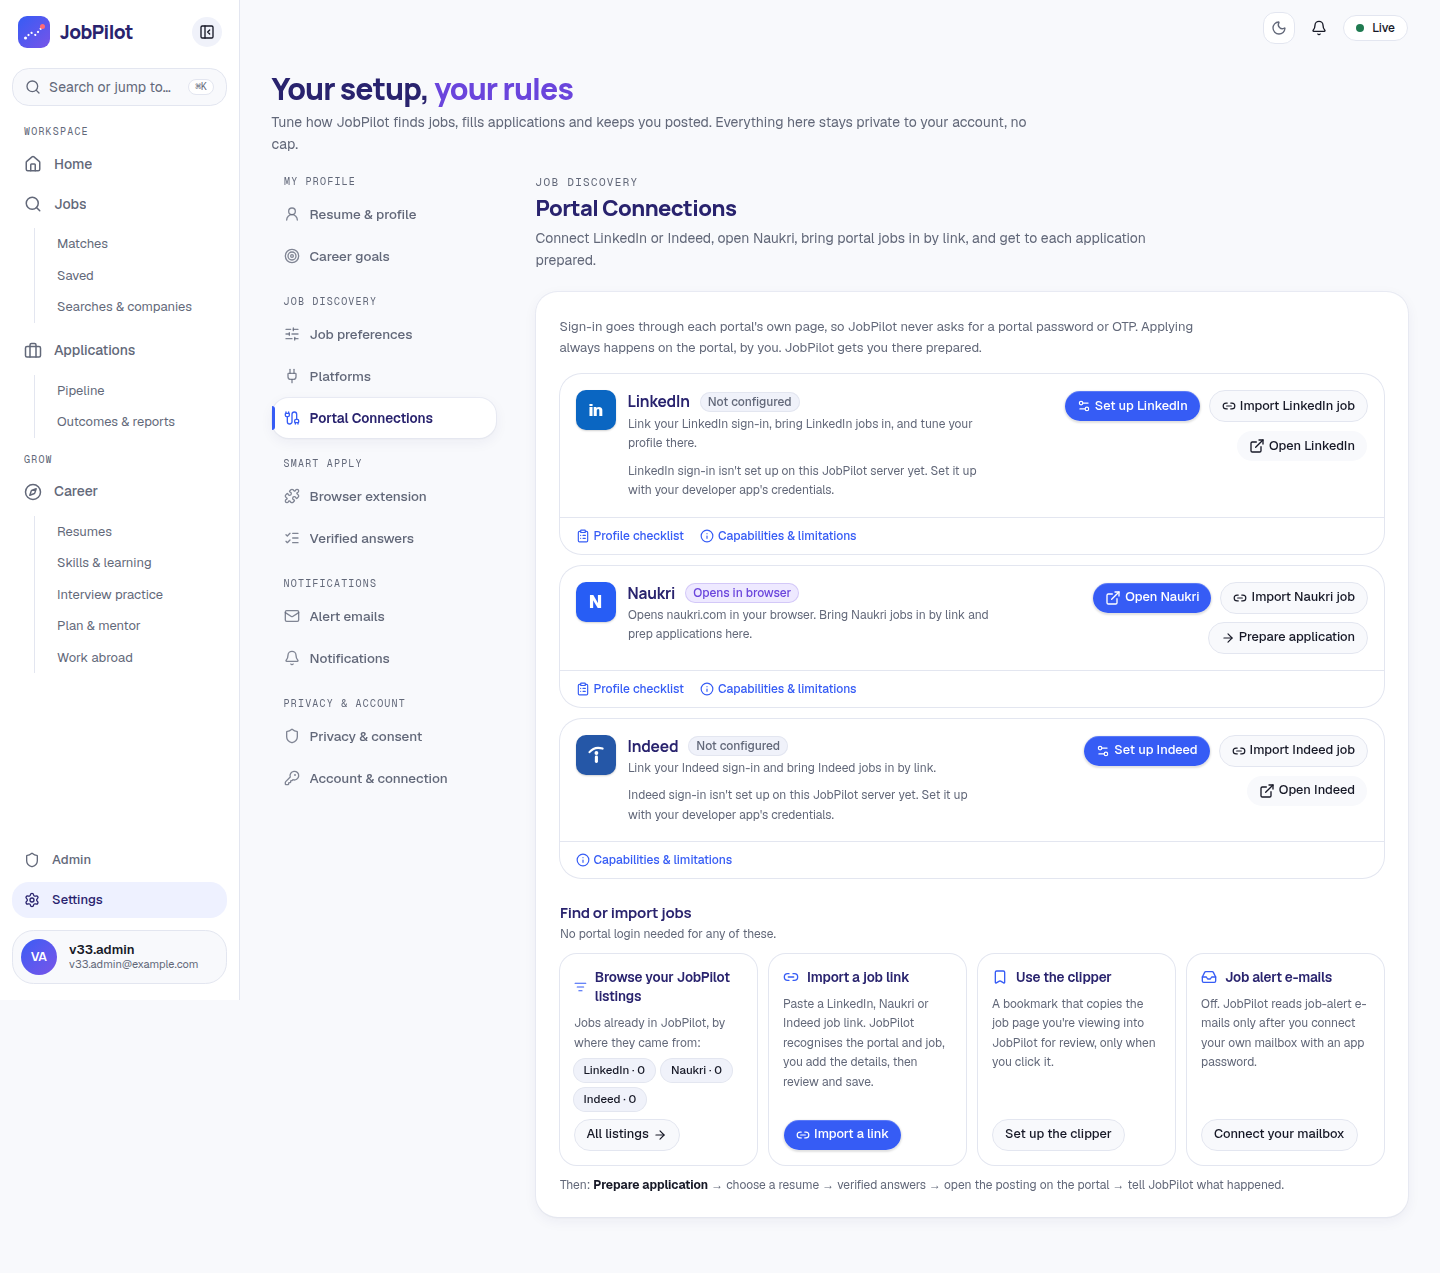 JobPilot
Search or jump to... ⌘K
WORKSPACE
Home
Jobs
Matches
Saved
Searches & companies
Applications
Pipeline
Outcomes & reports
GROW
Career
Resumes
Skills & learning
Interview practice
Plan & mentor
Work abroad
Admin
Settings
VA
v33.admin
v33.admin@example.com
Live
Your setup, your rules
Tune how JobPilot finds jobs, fills applications and keeps you posted. Everything here stays private to your account, no
cap.
MY PROFILE
Resume & profile
Career goals
JOB DISCOVERY
Job preferences
Platforms
Portal Connections
SMART APPLY
Browser extension
Verified answers
NOTIFICATIONS
Alert emails
Notifications
PRIVACY & ACCOUNT
Privacy & consent
Account & connection
JOB DISCOVERY
Portal Connections
Connect LinkedIn or Indeed, open Naukri, bring portal jobs in by link, and get to each application
prepared.
Sign-in goes through each portal's own page, so JobPilot never asks for a portal password or OTP. Applying
always happens on the portal, by you. JobPilot gets you there prepared.
in
LinkedIn Not configured
Link your LinkedIn sign-in, bring LinkedIn jobs in, and tune your
profile there.
LinkedIn sign-in isn't set up on this JobPilot server yet. Set it up
with your developer app's credentials.
Set up LinkedIn
Import LinkedIn job
Open LinkedIn
Profile checklist
Capabilities & limitations
N
Naukri Opens in browser
Opens naukri.com in your browser. Bring Naukri jobs in by link and
prep applications here.
Open Naukri
Import Naukri job
Prepare application
Profile checklist
Capabilities & limitations
Indeed Not configured
Link your Indeed sign-in and bring Indeed jobs in by link.
Indeed sign-in isn't set up on this JobPilot server yet. Set it up
with your developer app's credentials.
Set up Indeed
Import Indeed job
Open Indeed
Capabilities & limitations
Find or import jobs
No portal login needed for any of these.
Browse your JobPilot
listings
Jobs already in JobPilot, by
where they came from:
LinkedIn · 0
Naukri · 0
Indeed · 0
All listings →
Import a job link
Paste a LinkedIn, Naukri or
Indeed job link. JobPilot
recognises the portal and job,
you add the details, then
review and save.
Import a link
Use the clipper
A bookmark that copies the
job page you're viewing into
JobPilot for review, only when
you click it.
Set up the clipper
Job alert e-mails
Off. JobPilot reads job-alert e-
mails only after you connect
your own mailbox with an app
password.
Connect your mailbox
Then: Prepare application → choose a resume → verified answers → open the posting on the portal → tell JobPilot what happened.